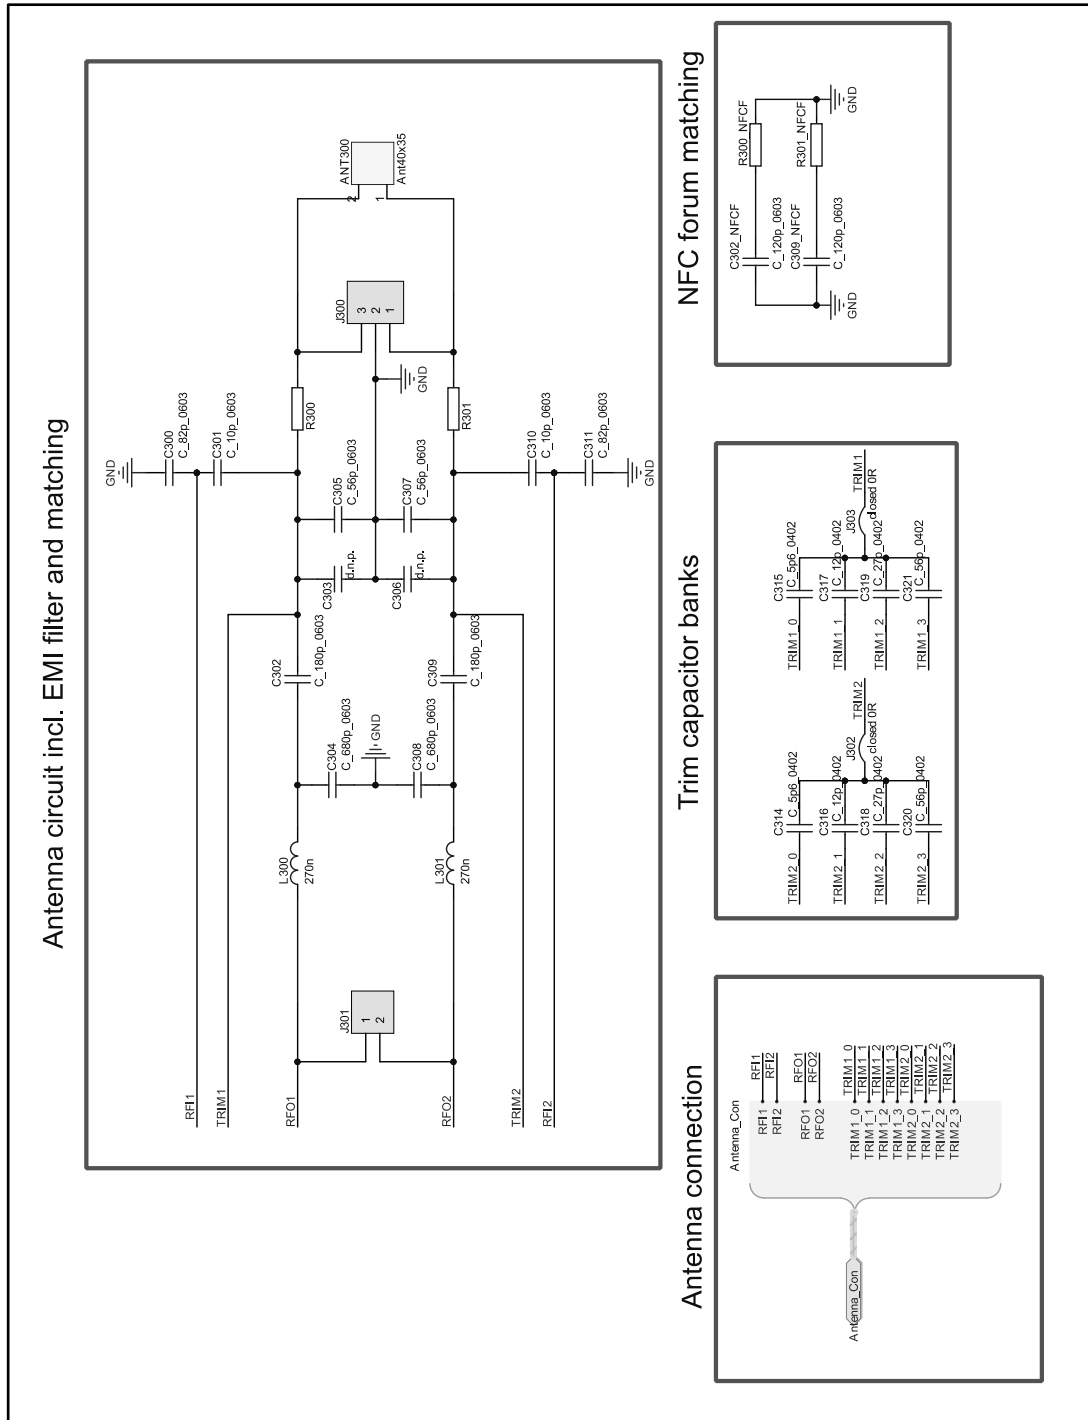 Antenna circuit incl. EMI filter and matching
RFI1
TRIM1
RFO1
RFO2
TRIM2
RFI2
J301
1
2
L300
270n
L301
270n
C304
C_680p_0603
GND
C308
C_680p_0603
C302
C_180p_0603
C309
C_180p_0603
C303
d.n.p.
C306
d.n.p.
C305
C_56p_0603
C307
C_56p_0603
GND
C300
C_82p_0603
C301
C_10p_0603
C310
C_10p_0603
C311
C_82p_0603
GND
R300
R301
GND
J300
3
2
1
ANT300
2
1
Ant40x35
Antenna connection
Antenna_Con
Antenna_Con
RFI1 RFI1
RFI2 RFI2
RFO1 RFO1
RFO2 RFO2
TRIM1_0 TRIM1_0
TRIM1_1 TRIM1_1
TRIM1_2 TRIM1_2
TRIM1_3 TRIM1_3
TRIM2_0 TRIM2_0
TRIM2_1 TRIM2_1
TRIM2_2 TRIM2_2
TRIM2_3 TRIM2_3
Trim capacitor banks
C314
TRIM2_0 C_5p6_0402
C316
TRIM2_1 C_12p_0402
C318
TRIM2_2 C_27p_0402
C320
TRIM2_3 C_56p_0402
J302
closed 0R
TRIM2
C315
TRIM1_0 C_5p6_0402
C317
TRIM1_1 C_12p_0402
C319
TRIM1_2 C_27p_0402
C321
TRIM1_3 C_56p_0402
J303
closed 0R
TRIM1
NFC forum matching
C302_NFCF
C_120p_0603
C309_NFCF
C_120p_0603
R300_NFCF
R301_NFCF
GND
GND